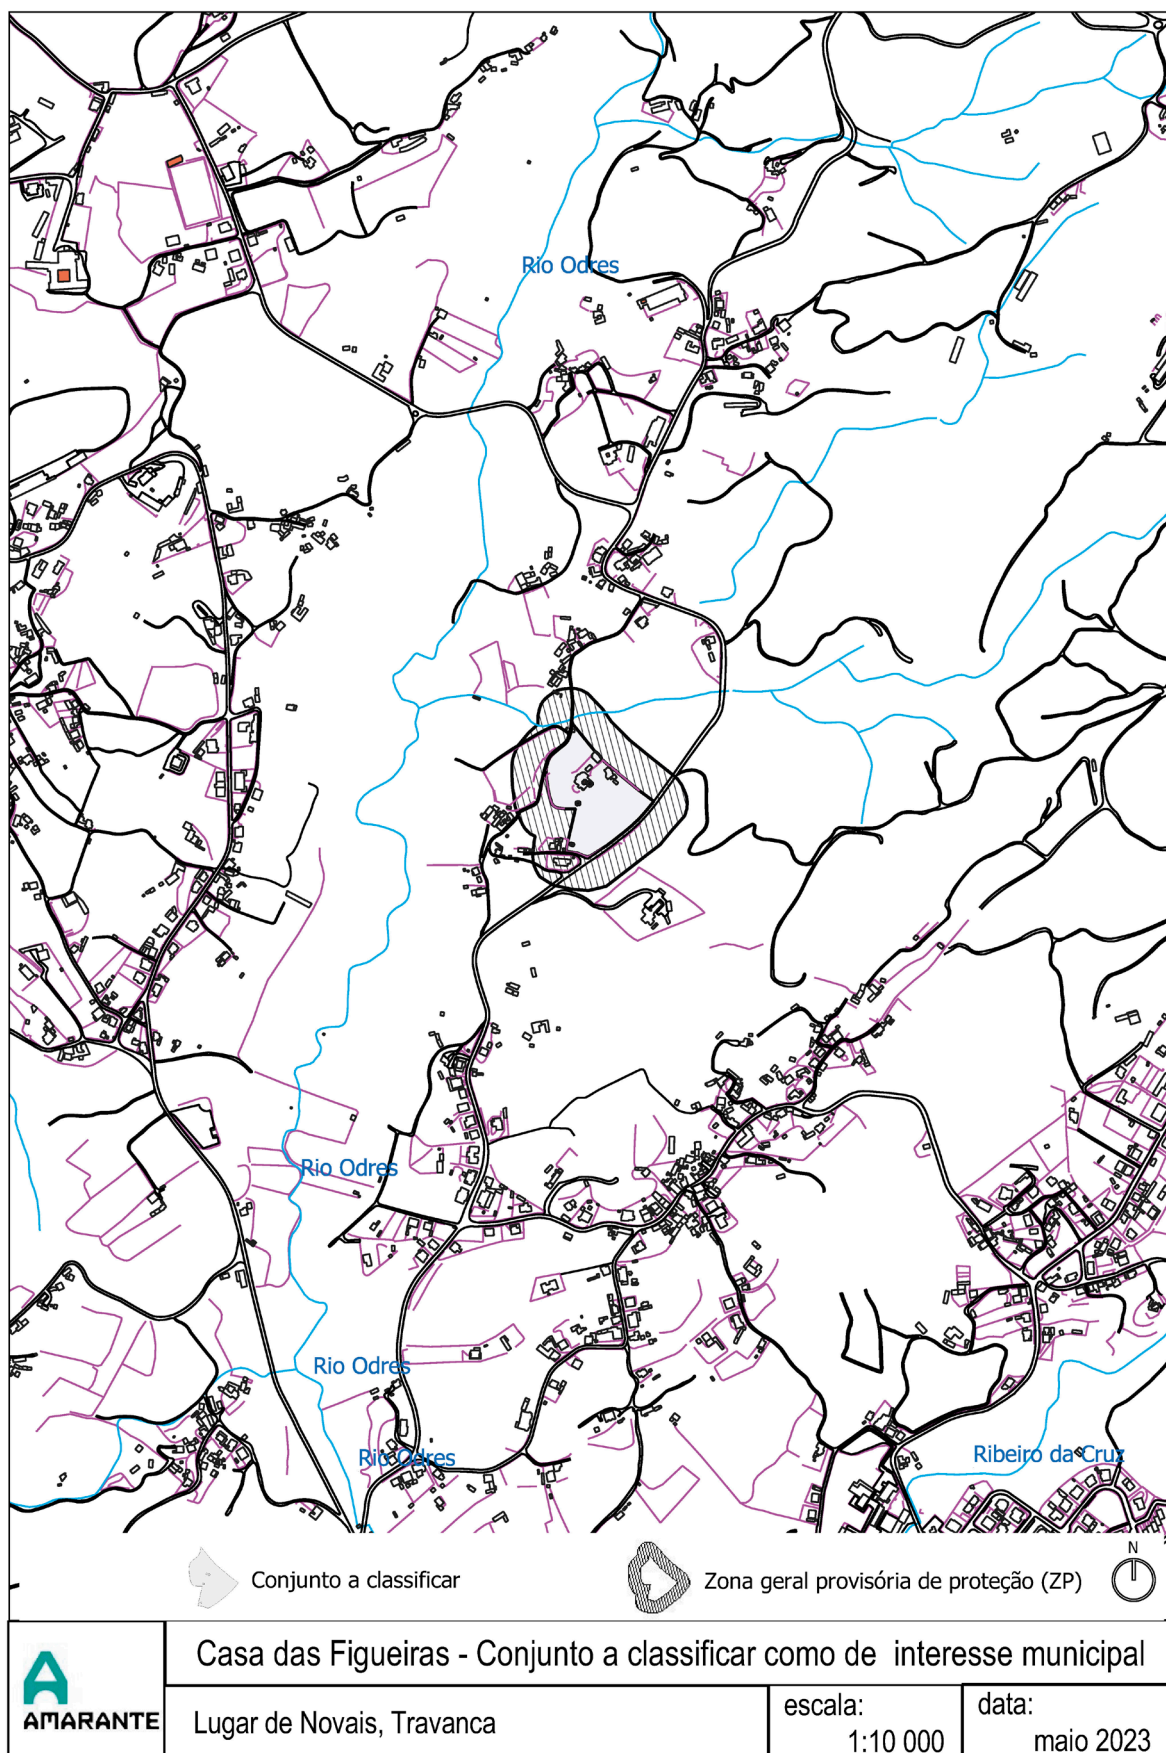 Rio Odres
Rio Odres
Rio Odres
Rio Odres
Ribeiro da Cruz
Conjunto a classificar
Zona geral provisória de proteção (ZP)
N
AMARANTE
Casa das Figueiras - Conjunto a classificar como de interesse municipal
Lugar de Novais, Travanca
escala:
1:10 000
data:
maio 2023